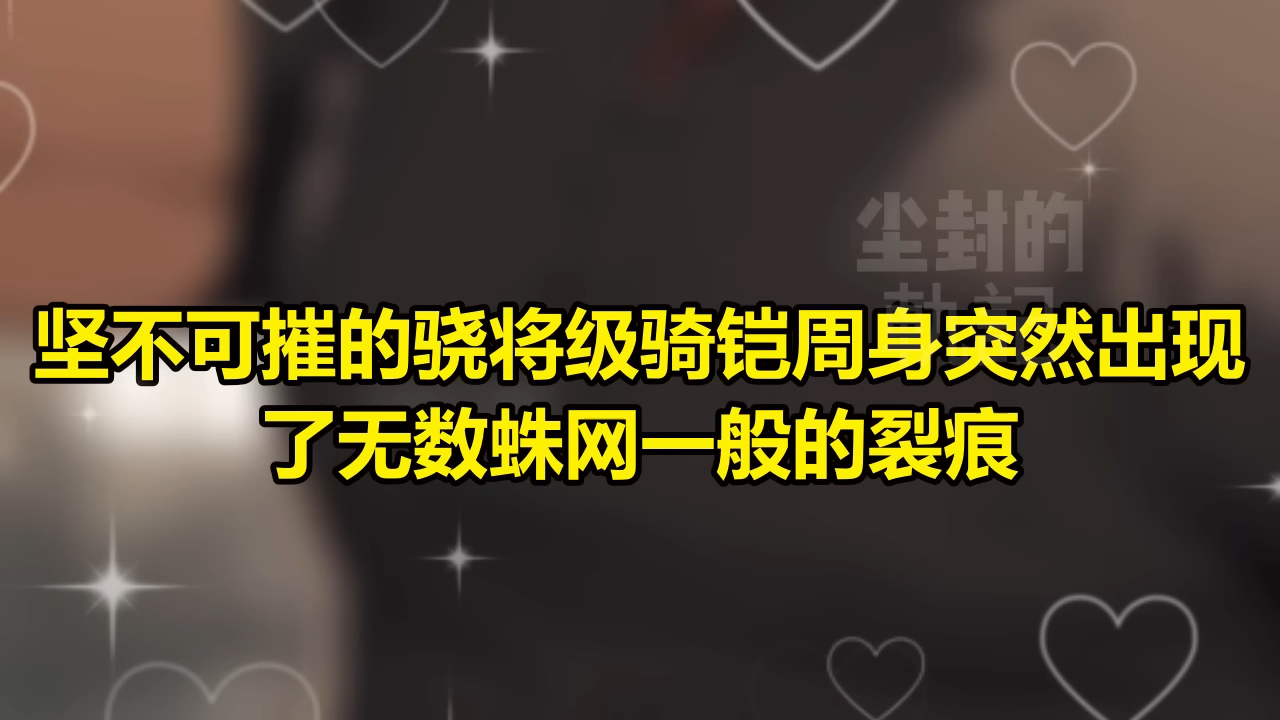 尘封的
坚不可摧的骁将级骑铠周身突然出现
了无数蛛网一般的裂痕